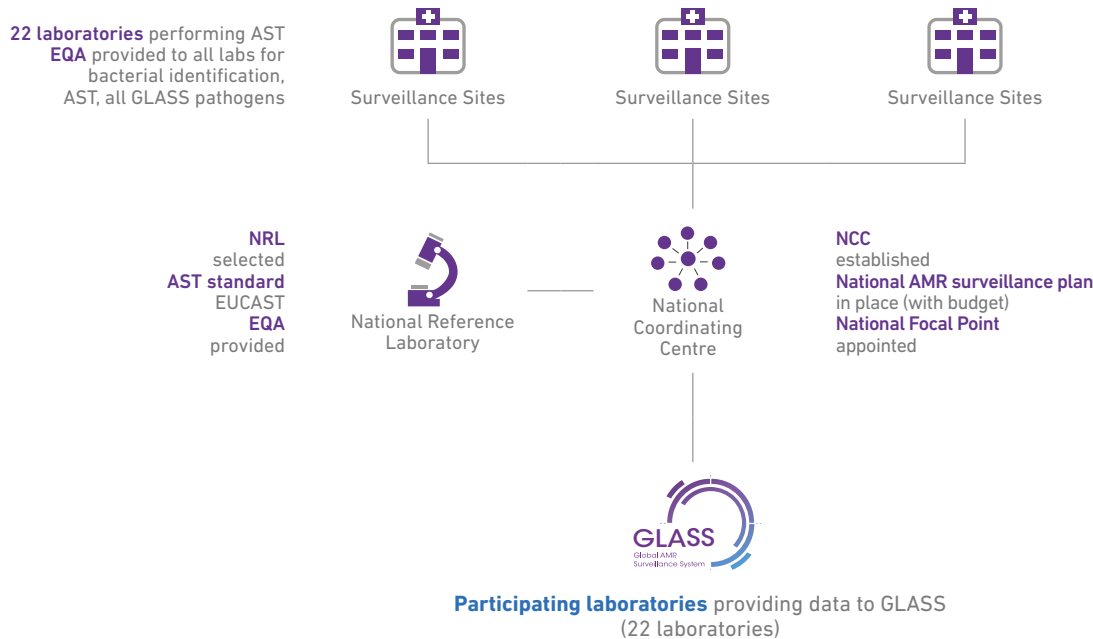 22 laboratories performing AST
EQA provided to all labs for
bacterial identification,
AST, all GLASS pathogens
Surveillance Sites
Surveillance Sites
Surveillance Sites
NRL
selected
AST standard
EUCAST
EQA
provided
National Reference
Laboratory
National
Coordinating
Centre
NCC
established
National AMR surveillance plan
in place (with budget)
National Focal Point
appointed
GLASS
Global AMR
Surveillance System
Participating laboratories providing data to GLASS
(22 laboratories)